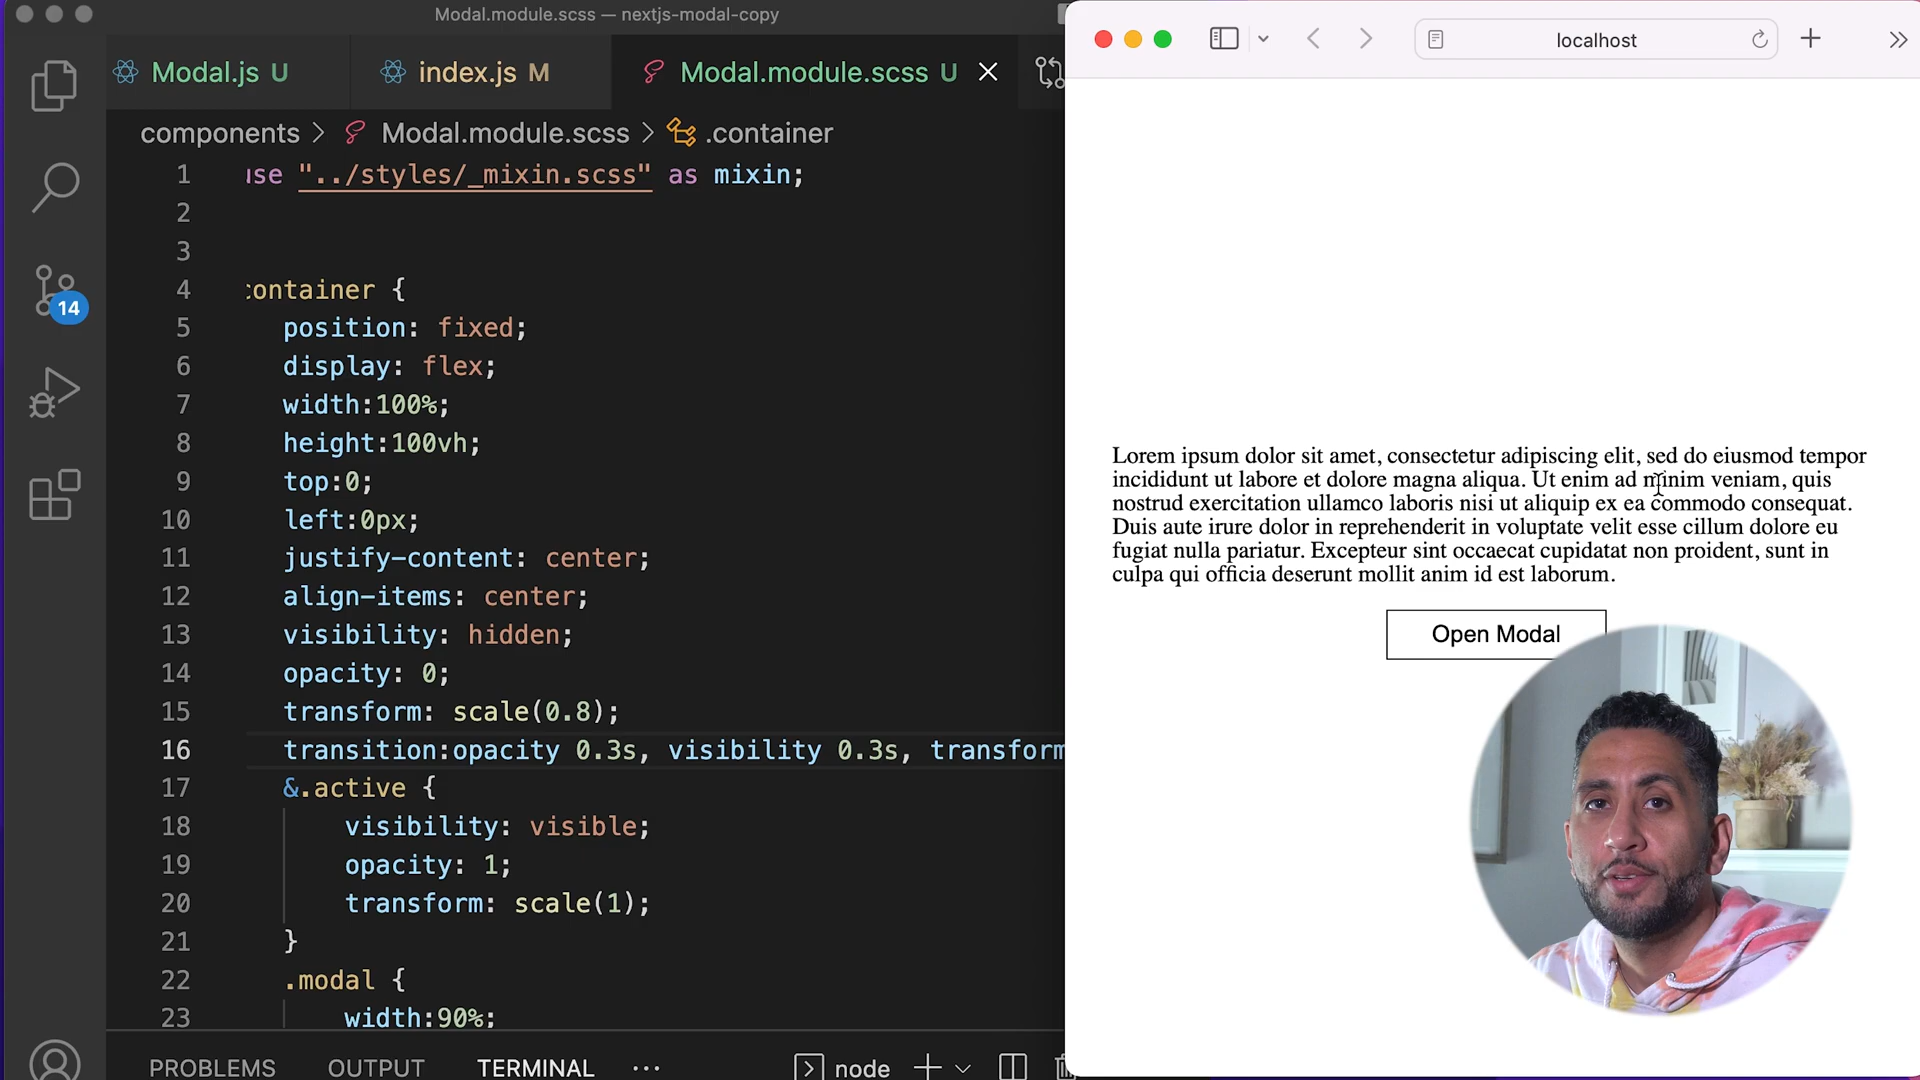 Modal.module.scss — nextjs-modal-copy
Modal.js U
index.js M
Modal.module.scss U
components > Modal.module.scss > .container
14
1 use "../styles/_mixin.scss" as mixin;
2
3
4 container {
5 position: fixed;
6 display: flex;
7 width:100%;
8 height:100vh;
9 top:0;
10 left:0px;
11 justify-content: center;
12 align-items: center;
13 visibility: hidden;
14 opacity: 0;
15 transform: scale(0.8);
16 transition:opacity 0.3s, visibility 0.3s, transform
17 &.active {
18 visibility: visible;
19 opacity: 1;
20 transform: scale(1);
21 }
22 .modal {
23 width:90%;
PROBLEMS OUTPUT TERMINAL ··· node
localhost
Lorem ipsum dolor sit amet, consectetur adipiscing elit, sed do eiusmod tempor
incididunt ut labore et dolore magna aliqua. Ut enim ad minim veniam, quis
nostrud exercitation ullamco laboris nisi ut aliquip ex ea commodo consequat.
Duis aute irure dolor in reprehenderit in voluptate velit esse cillum dolore eu
fugiat nulla pariatur. Excepteur sint occaecat cupidatat non proident, sunt in
culpa qui officia deserunt mollit anim id est laborum.
Open Modal